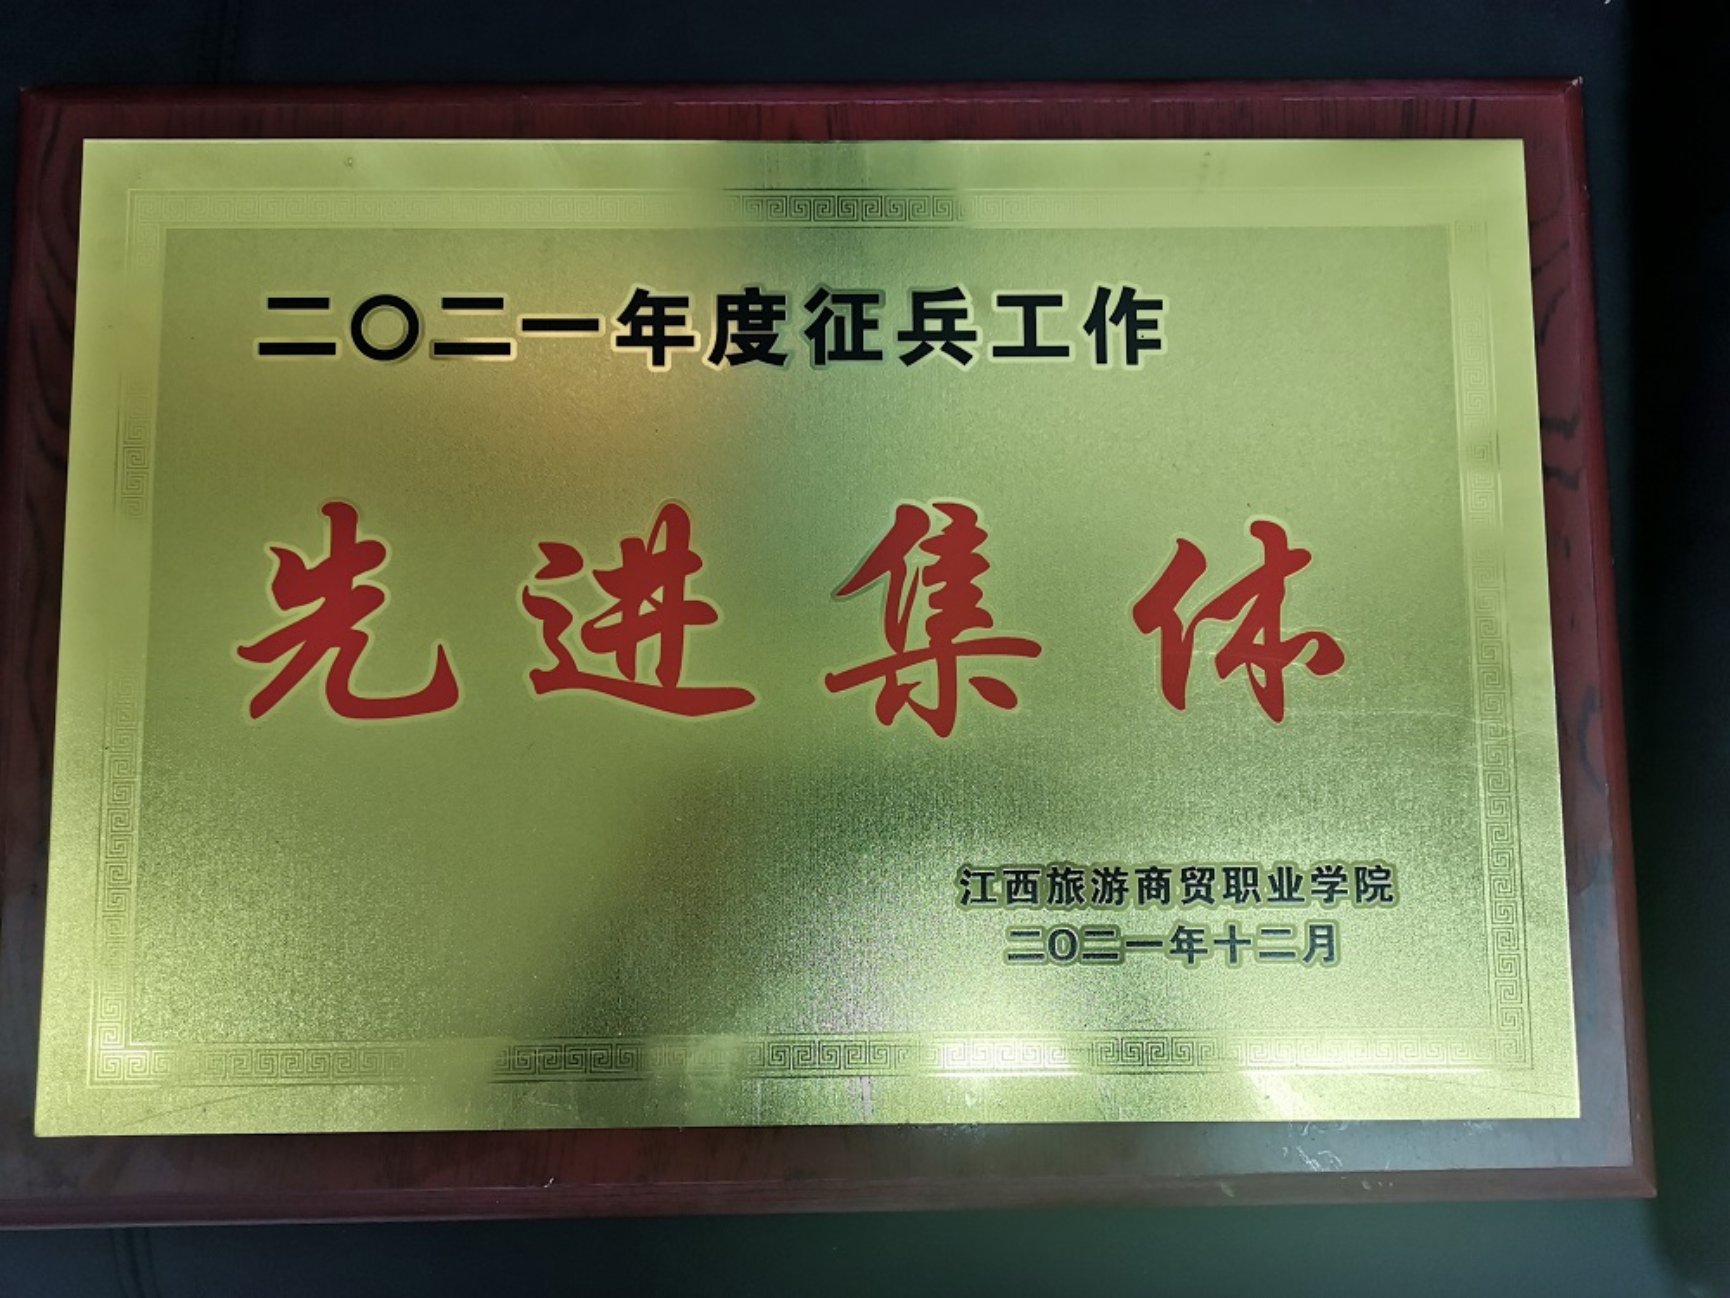 二〇二一年度征兵工作
先进集体
江西旅游商贸职业学院
二〇二一年十二月